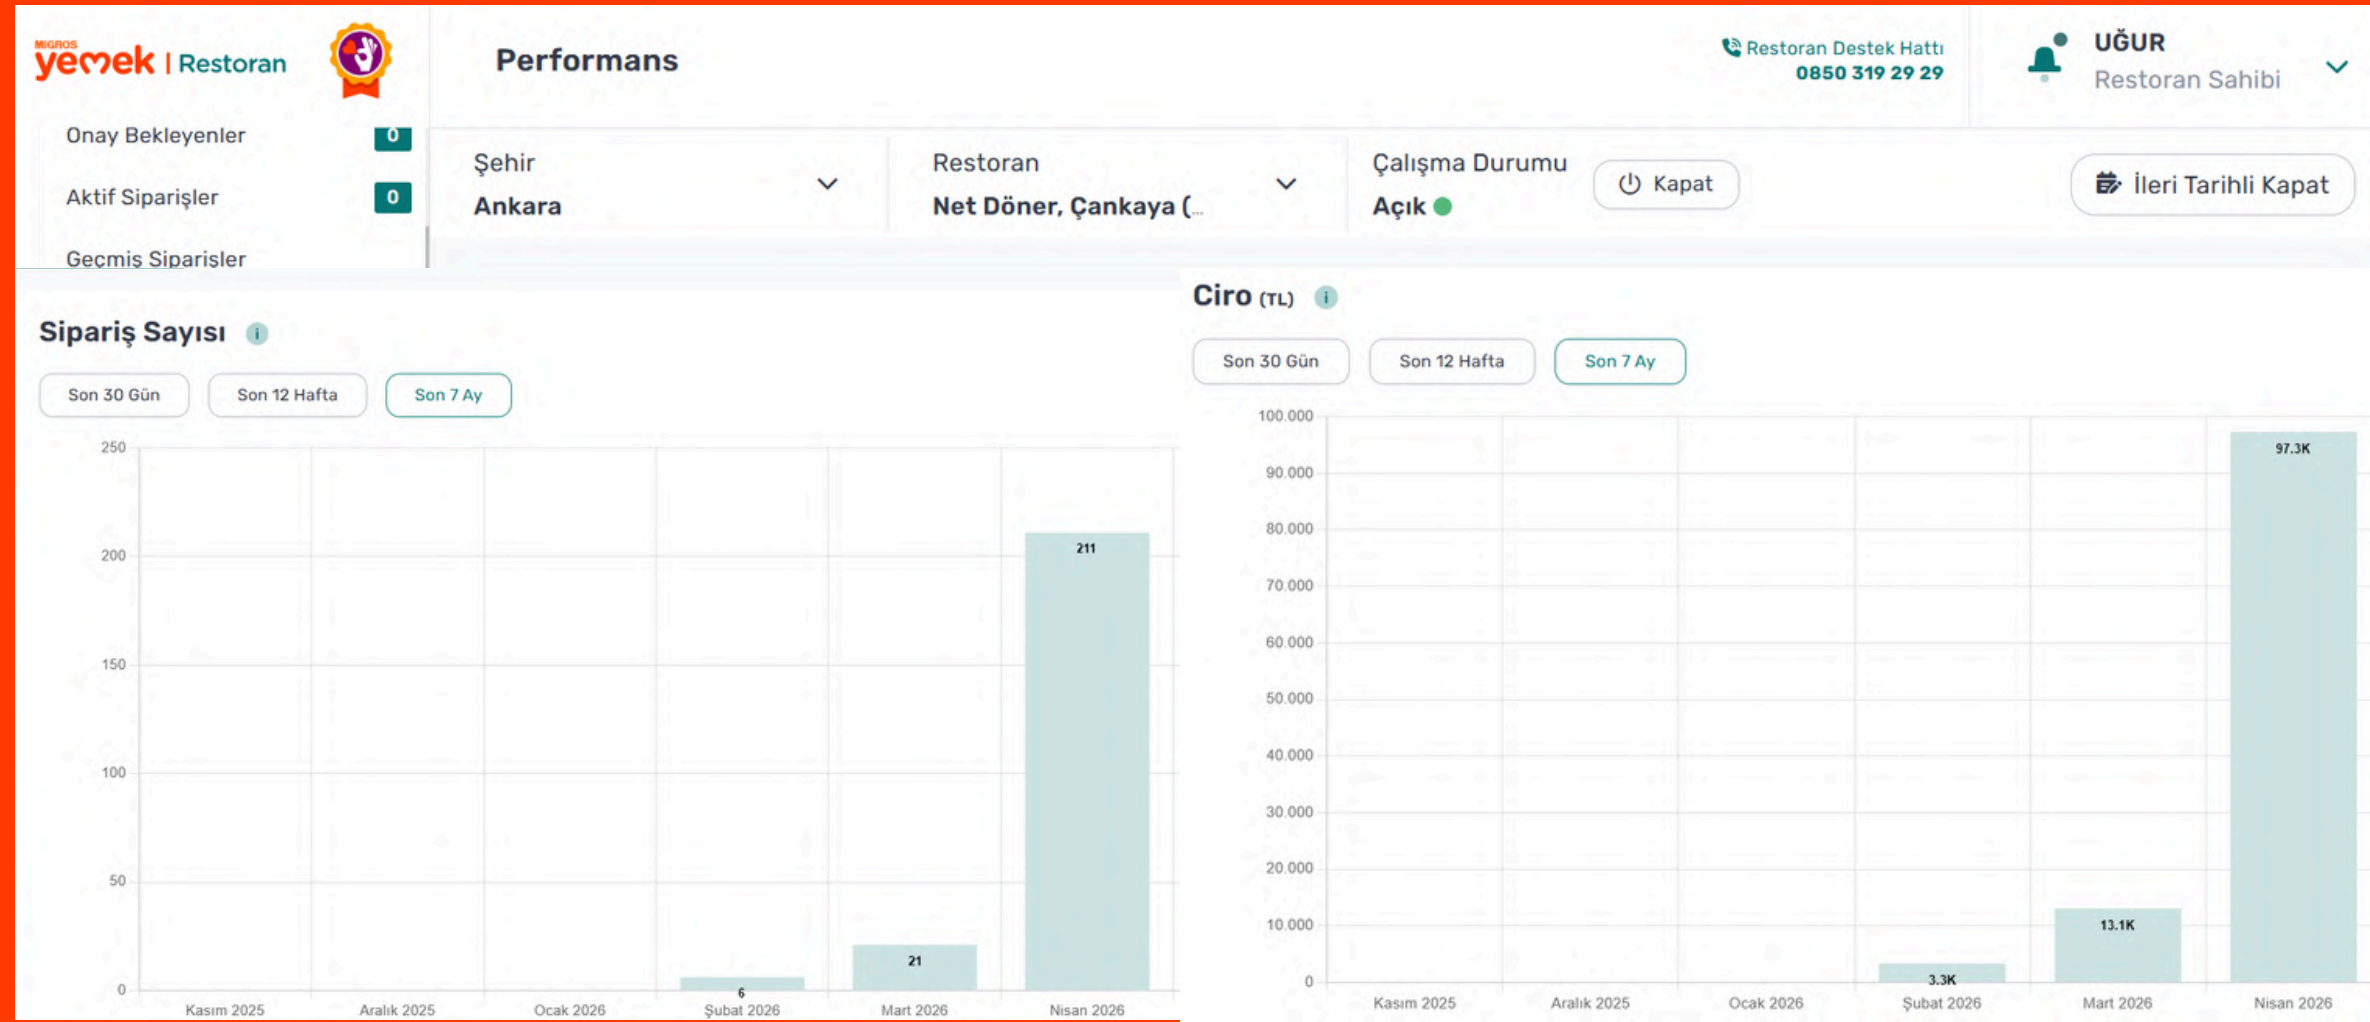 MIGROS
yemek | Restoran
Performans
Restoran Destek Hattı
0850 319 29 29
UĞUR
Restoran Sahibi
Onay Bekleyenler 0
Aktif Siparişler 0
Geçmiş Siparişler
Şehir
Ankara
Restoran
Net Döner, Çankaya (...
Çalışma Durumu
Açık
Kapat
İleri Tarihli Kapat
Sipariş Sayısı i
Son 30 Gün Son 12 Hafta Son 7 Ay
250
200
150
100
50
0
211
21
6
Kasım 2025 Aralık 2025 Ocak 2026 Şubat 2026 Mart 2026 Nisan 2026
Ciro (TL) i
Son 30 Gün Son 12 Hafta Son 7 Ay
100.000
90.000
80.000
70.000
60.000
50.000
40.000
30.000
20.000
10.000
0
97.3K
13.1K
3.3K
Kasım 2025 Aralık 2025 Ocak 2026 Şubat 2026 Mart 2026 Nisan 2026